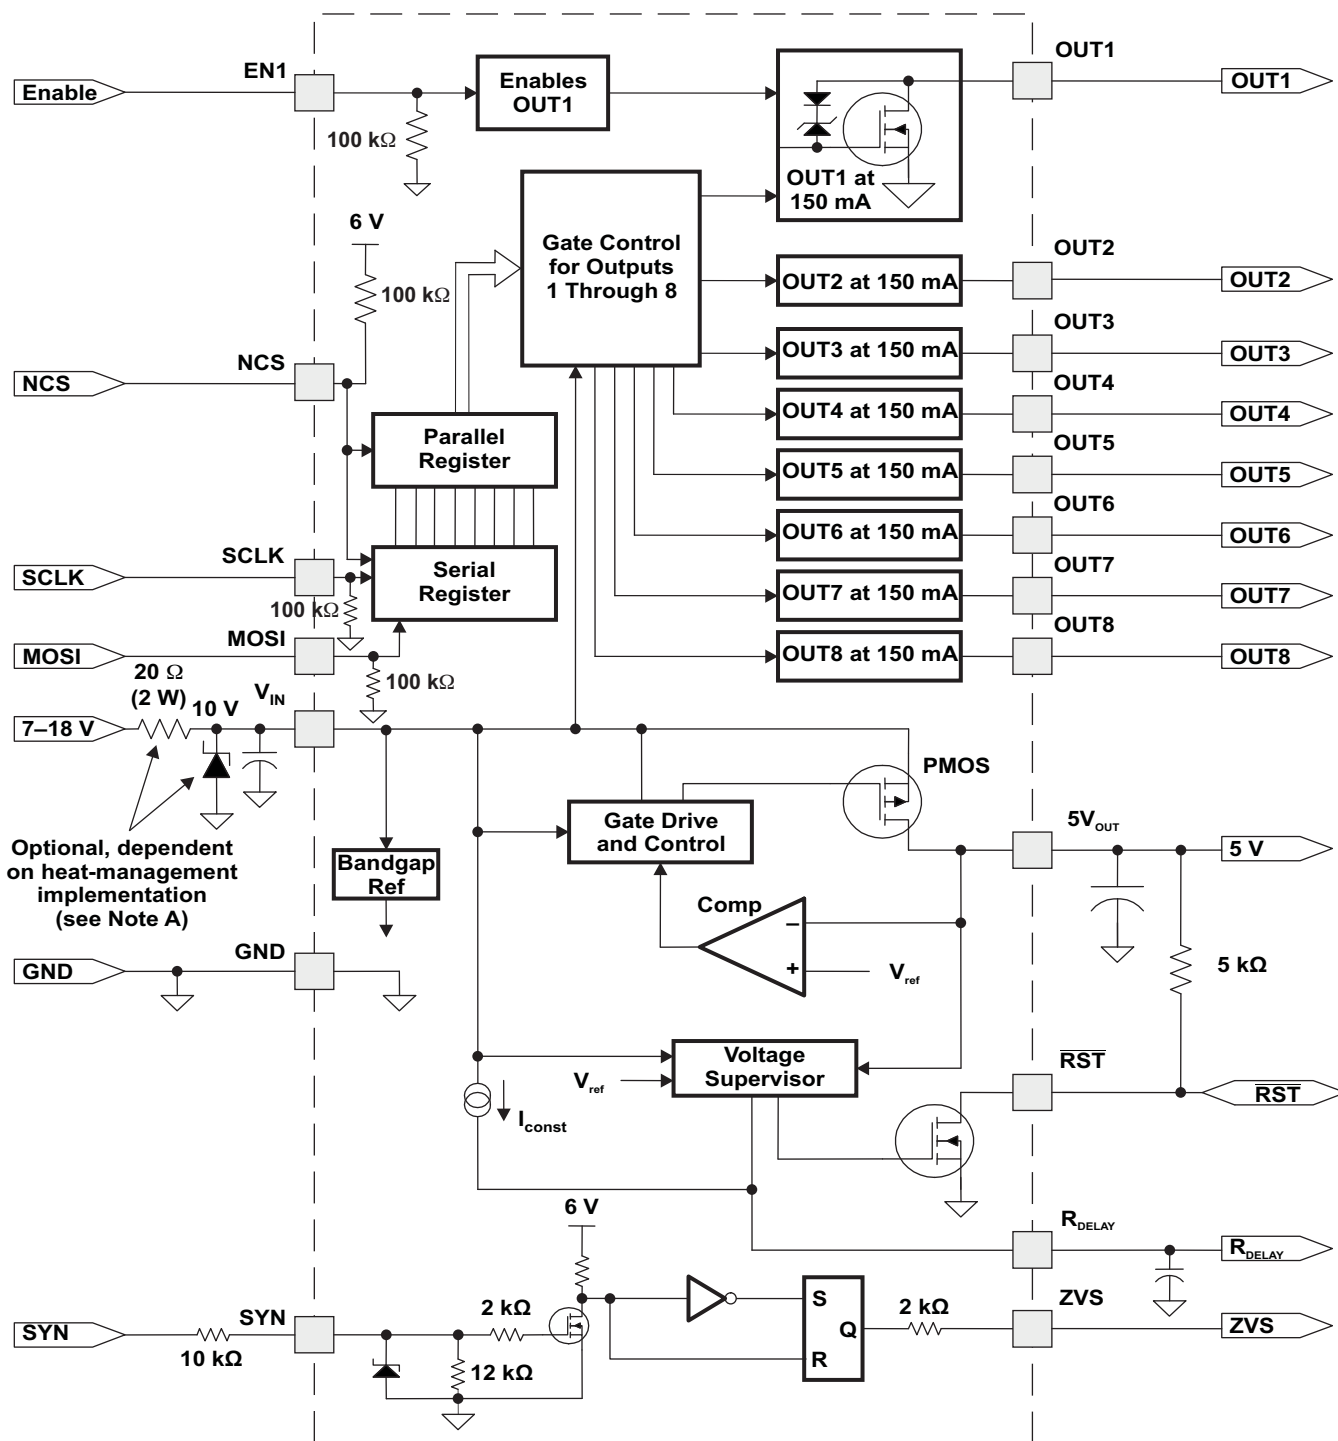 EN1
Enable
100 kΩ
Enables
OUT1
OUT1 at
150 mA
OUT1
OUT1
6 V
100 kΩ
NCS
NCS
Gate Control
for Outputs
1 Through 8
OUT2 at 150 mA
OUT2
OUT2
OUT3 at 150 mA
OUT3
OUT3
OUT4 at 150 mA
OUT4
OUT4
OUT5 at 150 mA
OUT5
OUT5
OUT6 at 150 mA
OUT6
OUT6
OUT7 at 150 mA
OUT7
OUT7
OUT8 at 150 mA
OUT8
OUT8
Parallel
Register
Serial
Register
SCLK
SCLK
100 kΩ
MOSI
MOSI
100 kΩ
20 Ω
(2 W)
10 V
VIN
7–18 V
Optional, dependent
on heat-management
implementation
(see Note A)
Bandgap
Ref
Gate Drive
and Control
PMOS
5VOUT
5 V
Comp
–
+
Vref
5 kΩ
GND
GND
Voltage
Supervisor
Vref
Iconst
RST
RST
RDELAY
RDELAY
6 V
SYN
SYN
10 kΩ
12 kΩ
2 kΩ
S
R
Q
2 kΩ
ZVS
ZVS